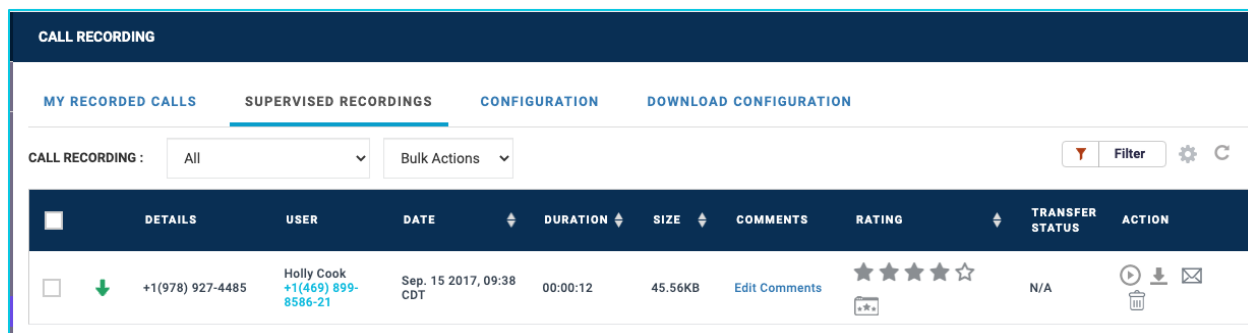 CALL RECORDING
MY RECORDED CALLS SUPERVISED RECORDINGS CONFIGURATION DOWNLOAD CONFIGURATION
CALL RECORDING : All Bulk Actions Filter
DETAILS USER DATE DURATION SIZE COMMENTS RATING TRANSFER STATUS ACTION
+1(978) 927-4485 Holly Cook +1(469) 899-8586-21 Sep. 15 2017, 09:38 CDT 00:00:12 45.56KB Edit Comments N/A